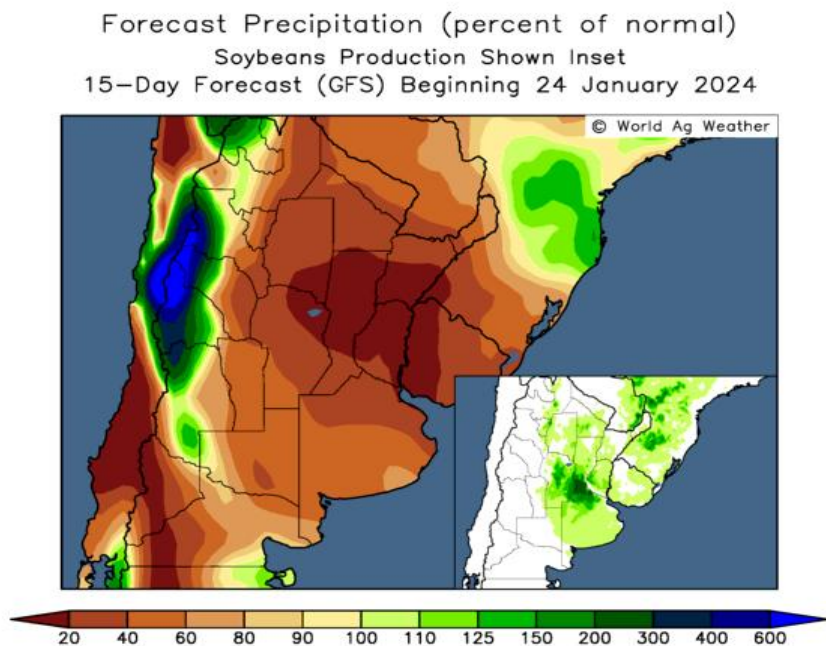 Forecast Precipitation (percent of normal)
Soybeans Production Shown Inset
15-Day Forecast (GFS) Beginning 24 January 2024
© World Ag Weather
20 40 60 80 90 100 110 125 150 200 300 400 600